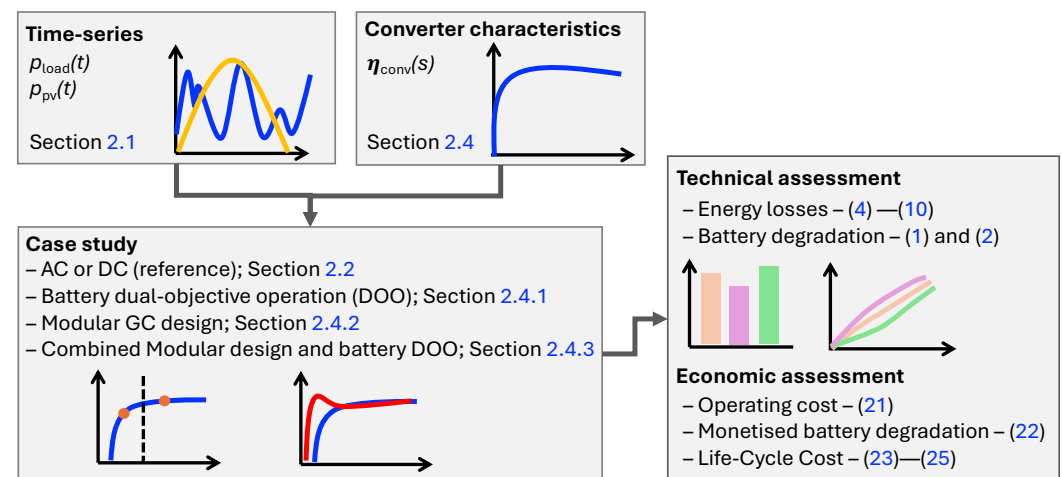 Time-series
pload(t)
ppv(t)
Section 2.1
Converter characteristics
ηconv(s)
Section 2.4
Case study
– AC or DC (reference); Section 2.2
– Battery dual-objective operation (DOO); Section 2.4.1
– Modular GC design; Section 2.4.2
– Combined Modular design and battery DOO; Section 2.4.3
Technical assessment
– Energy losses – (4) —(10)
– Battery degradation – (1) and (2)
Economic assessment
– Operating cost – (21)
– Monetised battery degradation – (22)
– Life-Cycle Cost – (23)—(25)